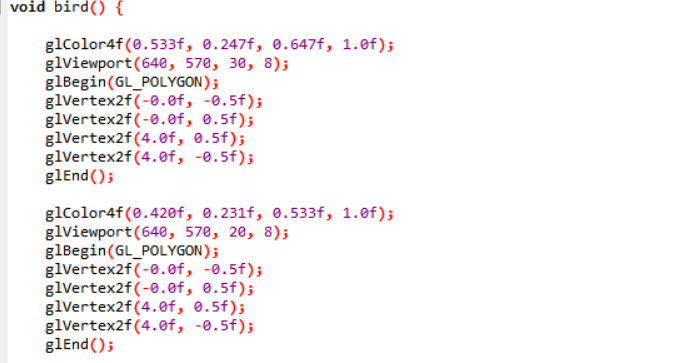 void bird() {
glColor4f(0.533f, 0.247f, 0.647f, 1.0f);
glViewport(640, 570, 30, 8);
glBegin(GL_POLYGON);
glVertex2f(-0.0f, -0.5f);
glVertex2f(-0.0f, 0.5f);
glVertex2f(4.0f, 0.5f);
glVertex2f(4.0f, -0.5f);
glEnd();
glColor4f(0.420f, 0.231f, 0.533f, 1.0f);
glViewport(640, 570, 20, 8);
glBegin(GL_POLYGON);
glVertex2f(-0.0f, -0.5f);
glVertex2f(-0.0f, 0.5f);
glVertex2f(4.0f, 0.5f);
glVertex2f(4.0f, -0.5f);
glEnd();